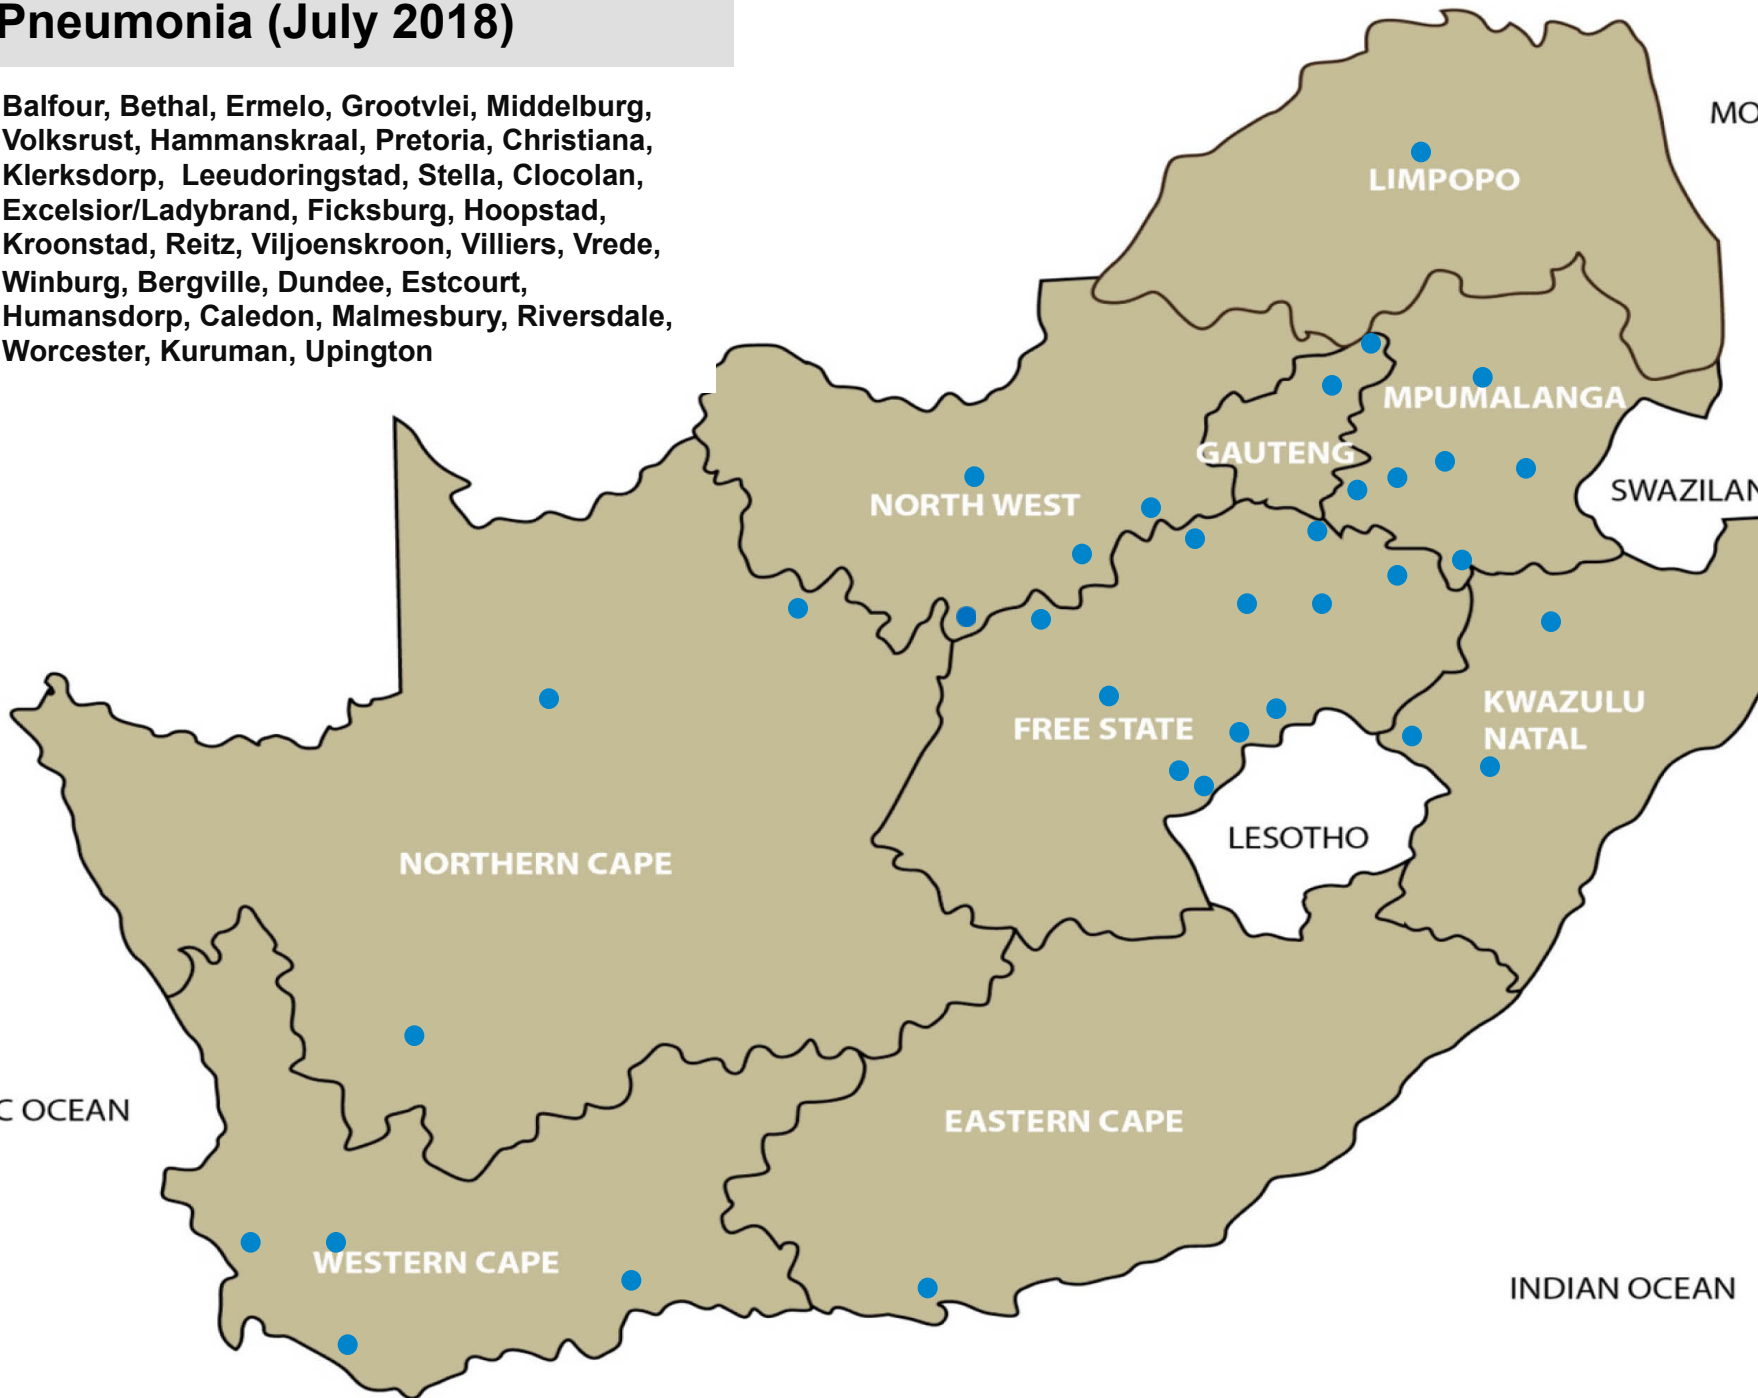 Pneumonia (July 2018)
Balfour, Bethal, Ermelo, Grootvlei, Middelburg,
Volksrust, Hammanskraal, Pretoria, Christiana,
Klerksdorp, Leeudoringstad, Stella, Clocolan,
Excelsior/Ladybrand, Ficksburg, Hoopstad,
Kroonstad, Reitz, Viljoenskroon, Villiers, Vrede,
Winburg, Bergville, Dundee, Estcourt,
Humansdorp, Caledon, Malmesbury, Riversdale,
Worcester, Kuruman, Upington
MO
LIMPOPO
MPUMALANGA
GAUTENG
SWAZILAN
NORTH WEST
KWAZULU
NATAL
FREE STATE
LESOTHO
NORTHERN CAPE
C OCEAN
EASTERN CAPE
WESTERN CAPE
INDIAN OCEAN